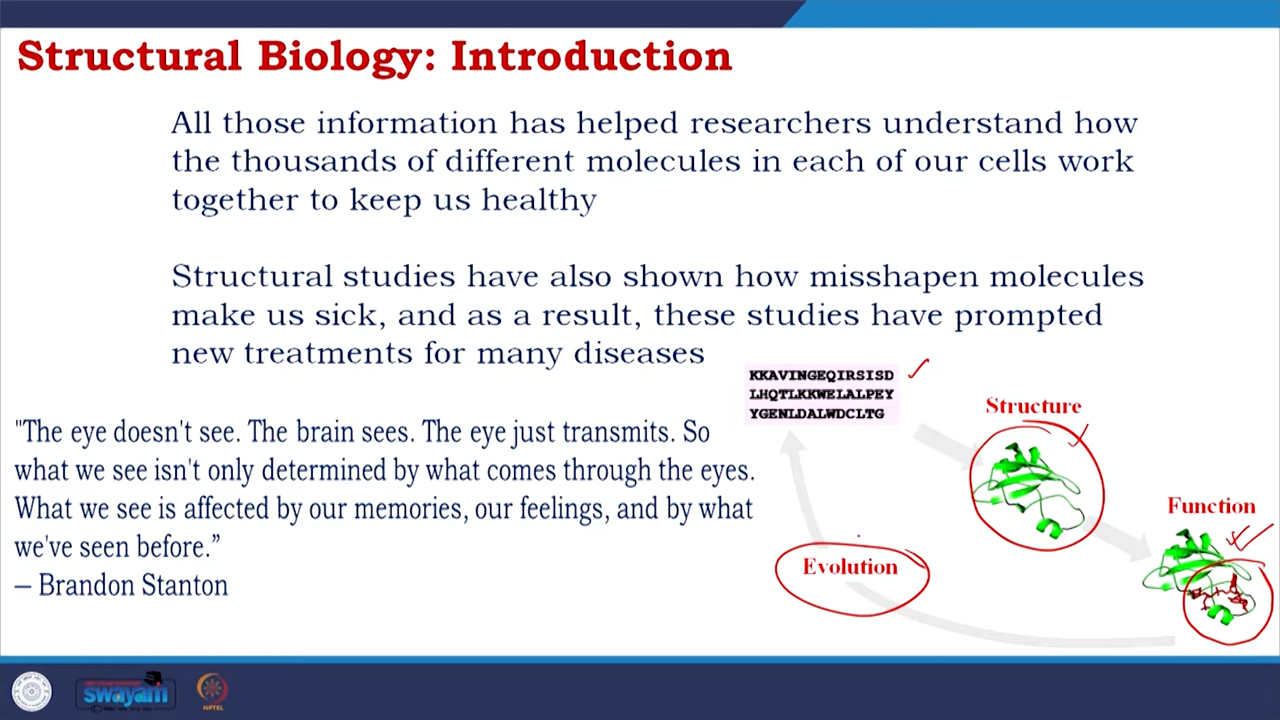 Structural Biology: Introduction
All those information has helped researchers understand how
the thousands of different molecules in each of our cells work
together to keep us healthy
Structural studies have also shown how misshapen molecules
make us sick, and as a result, these studies have prompted
new treatments for many diseases
KKAVINGEQIRSISD
LHQTLKKWELALPEY
YGENLDALWDCLTG
Structure
Function
Evolution
"The eye doesn't see. The brain sees. The eye just transmits. So
what we see isn't only determined by what comes through the eyes.
What we see is affected by our memories, our feelings, and by what
we've seen before.”
– Brandon Stanton
swayam
NPTEL